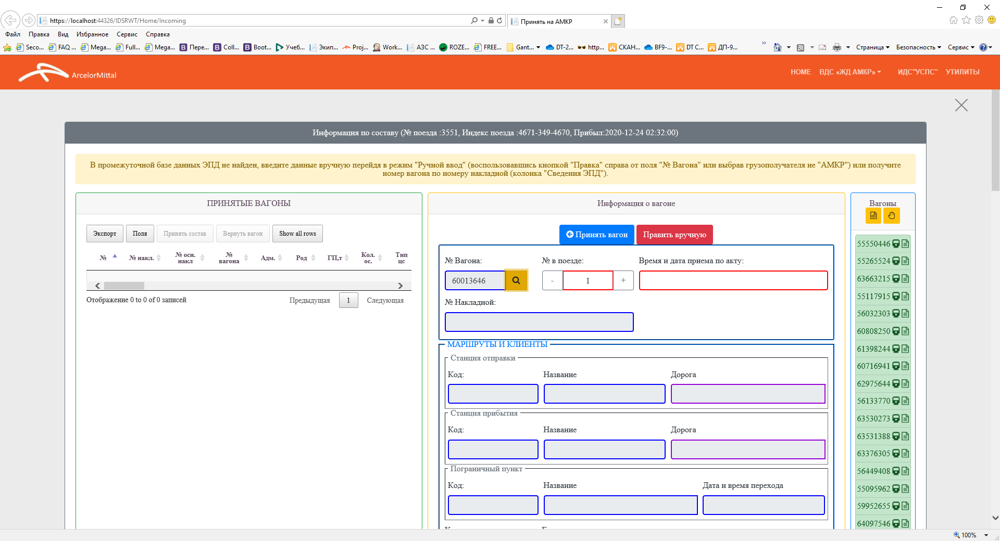 https://localhost:44326/IDSRWT/Home/Incoming
Принять на АМКР
Файл Правка Вид Избранное Сервис Справка
Seco... FAQ ... Mega... Full... Mega... Пере... Coll... Boot... Учеб... Экип... Proj... Work... АЗС ... ROZE... FREE... Gant... DT-2... http... СКАН... BF9-... DT C... ДП-9... Страница Безопасность Сервис
ArcelorMittal
HOME ВДС «ЖД АМКР» ИДС"УСПС" УТИЛИТЫ
Информация по составу (№ поезда :3551, Индекс поезда :4671-349-4670, Прибыл:2020-12-24 02:32:00)
В промежуточной базе данных ЭПД не найден, введите данные вручную перейдя в режим "Ручной ввод" (воспользовавшись кнопкой "Правка" справа от поля "№ Вагона" или выбрав грузополучателя не "АМКР") или получите
номер вагона по номеру накладной (колонка "Сведения ЭПД").
ПРИНЯТЫЕ ВАГОНЫ
Экспорт Поля Принять состав Вернуть вагон Show all rows
№ № накл. № осн. накл № вагона Адм. Род ГП,т Кол. ос. Тип цс
Отображение 0 to 0 of 0 записей
Предыдущая 1 Следующая
Информация о вагоне
Принять вагон Править вручную
№ Вагона: № в поезде: Время и дата приема по акту:
60013646 - 1 +
№ Накладной:
МАРШРУТЫ И КЛИЕНТЫ
Станция отправки
Код: Название Дорога
Станция прибытия
Код: Название Дорога
Пограничный пункт
Код: Название Дата и время перехода
Вагоны
55550446
55265524
63663215
55117915
56032303
60808250
61398244
60716941
62975644
56133770
63530273
63531388
63376305
56449408
55095962
59952655
64097546
100%